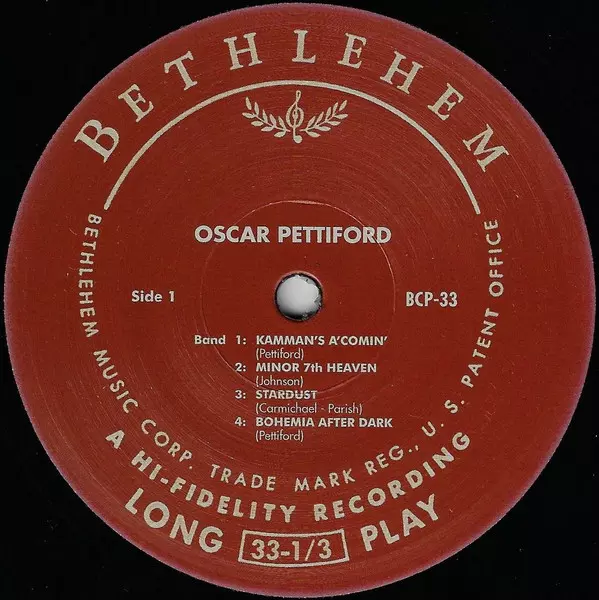 BETHLEHEM
OSCAR PETTIFORD
Side 1
BCP-33
Band 1: KAMMAN'S A'COMIN'
(Pettiford)
2: MINOR 7th HEAVEN
(Johnson)
3: STARDUST
(Carmichael - Parish)
4: BOHEMIA AFTER DARK
(Pettiford)
BETHLEHEM MUSIC CORP. TRADE MARK REG., U. S. PATENT OFFICE
A HI-FIDELITY RECORDING
LONG 33-1/3 PLAY